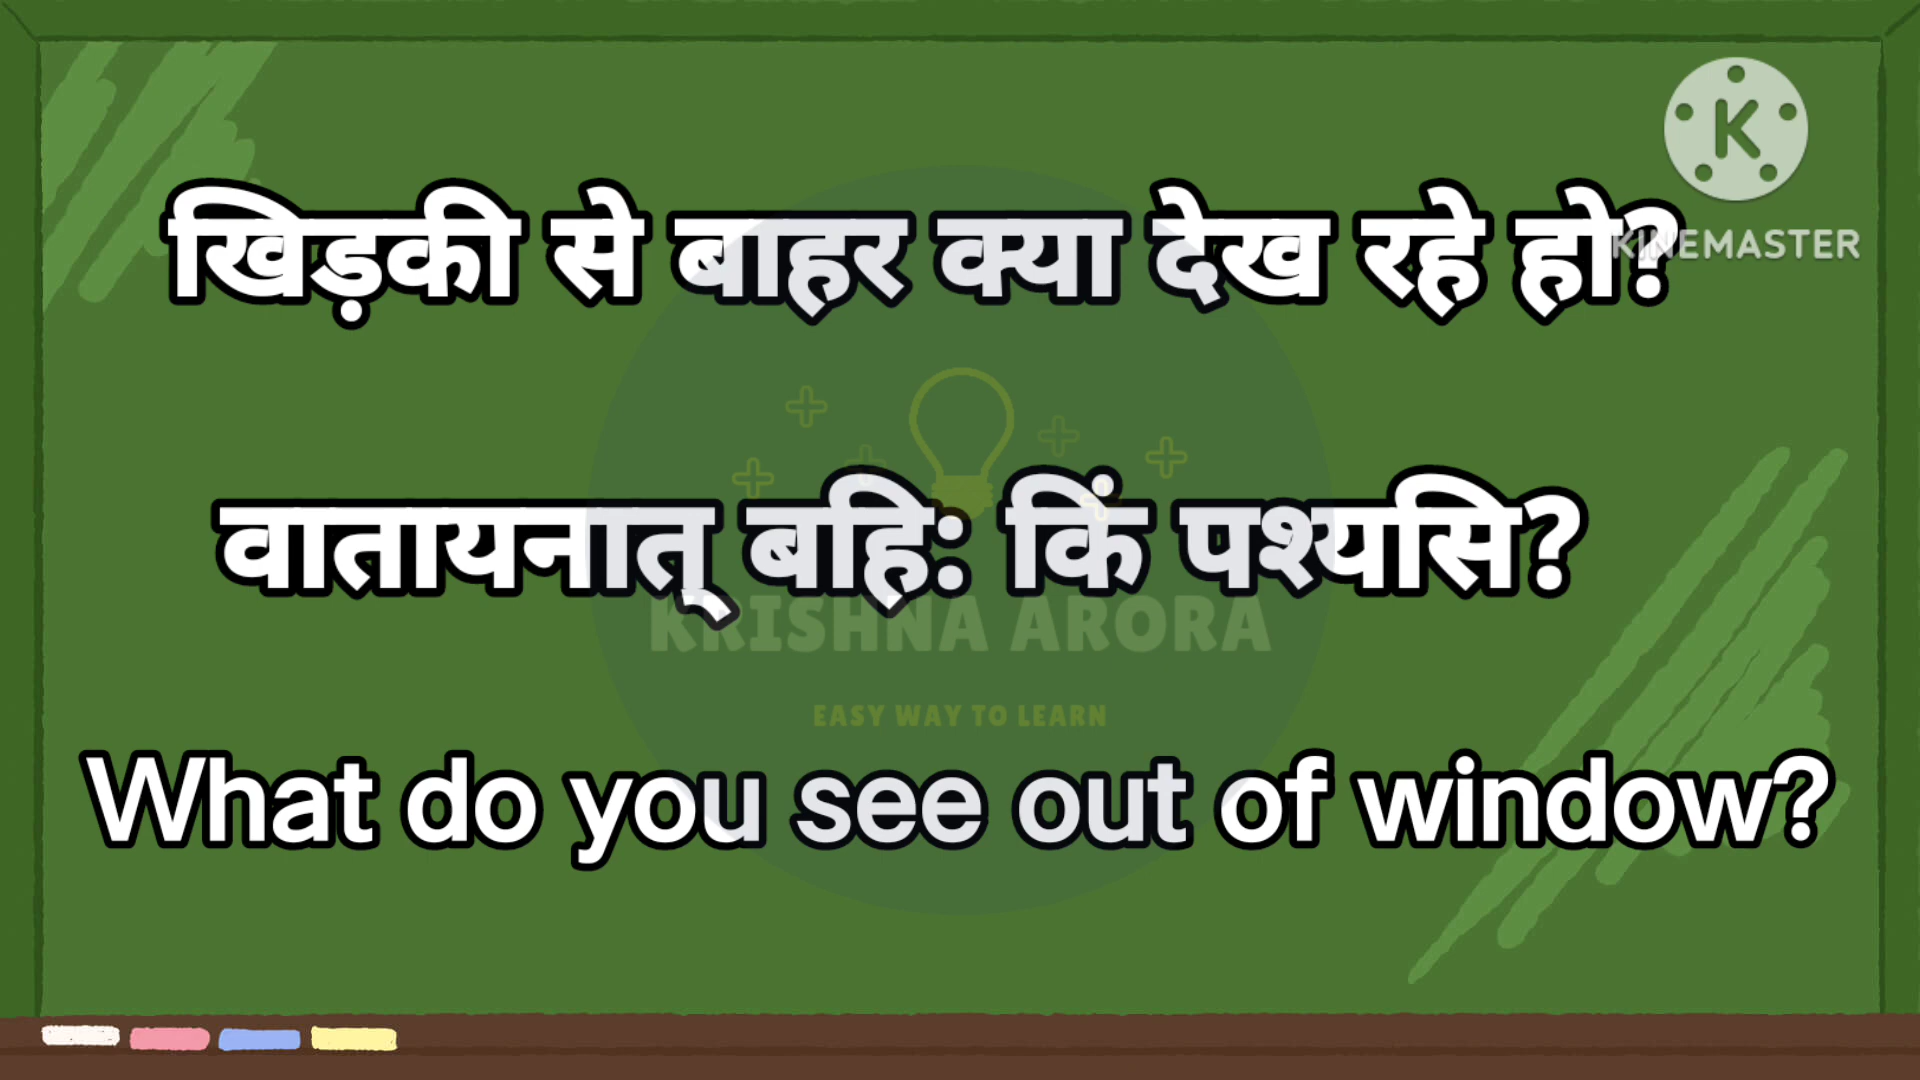 K
KINEMASTER
खिड़की से बाहर क्या देख रहे हो?
वातायनात् बहि: किं पश्यसि?
KRISHNA ARORA
EASY WAY TO LEARN
What do you see out of window?